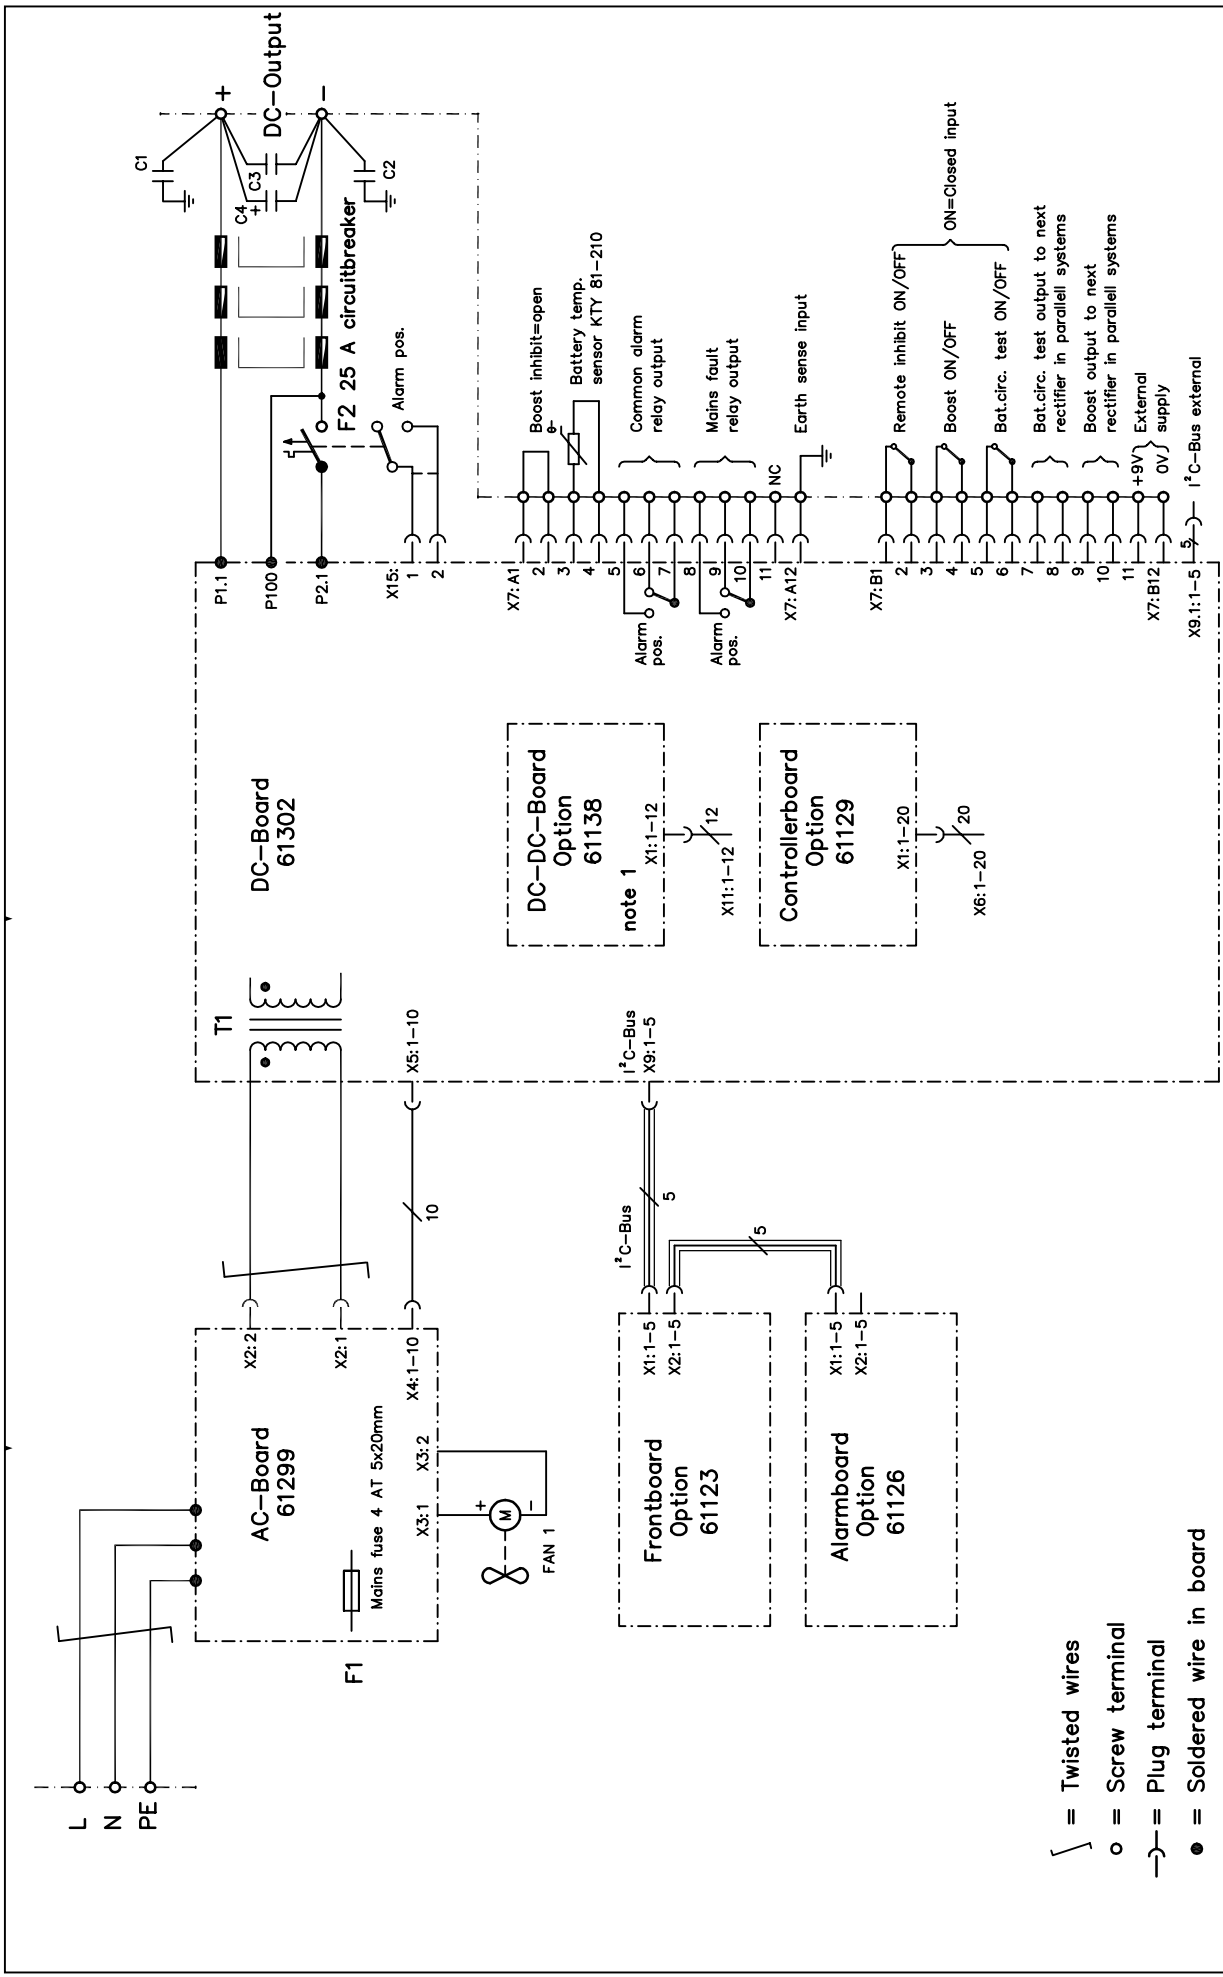 L
N
PE
AC-Board
61299
Mains fuse 4 AT 5x20mm
F1
X2:2
X2:1
X4:1-10
X3:1
X3:2
+
M
-
FAN 1
10
T1
DC-Board
61302
X5:1-10
I²C-Bus
X9:1-5
I²C-Bus
5
5
Frontboard
Option
61123
X1:1-5
X2:1-5
Alarmboard
Option
61126
X1:1-5
X2:1-5
DC-DC-Board
Option
61138
note 1
X1:1-12
12
X11:1-12
Controllerboard
Option
61129
X1:1-20
20
X6:1-20
P1.1
P100
P2.1
X15:
1
2
F2 25 A circuitbreaker
Alarm pos.
C1
C4
+
C3
C2
+
DC-Output
-
X7:A1
2
3
4
5
6
7
8
9
10
11
X7:A12
Alarm
pos.
Alarm
pos.
Boost inhibit=open
ϑ
Battery temp.
sensor KTY 81-210
Common alarm
relay output
Mains fault
relay output
NC
Earth sense input
X7:B1
2
3
4
5
6
7
8
9
10
11
X7:B12
X9.1:1-5
Remote inhibit ON/OFF
Boost ON/OFF
Bat.circ. test ON/OFF
ON=Closed input
Bat.circ. test output to next
rectifier in parallell systems
Boost output to next
rectifier in parallell systems
+9V
External
0V
supply
5
I²C-Bus external
= Twisted wires
= Screw terminal
= Plug terminal
= Soldered wire in board